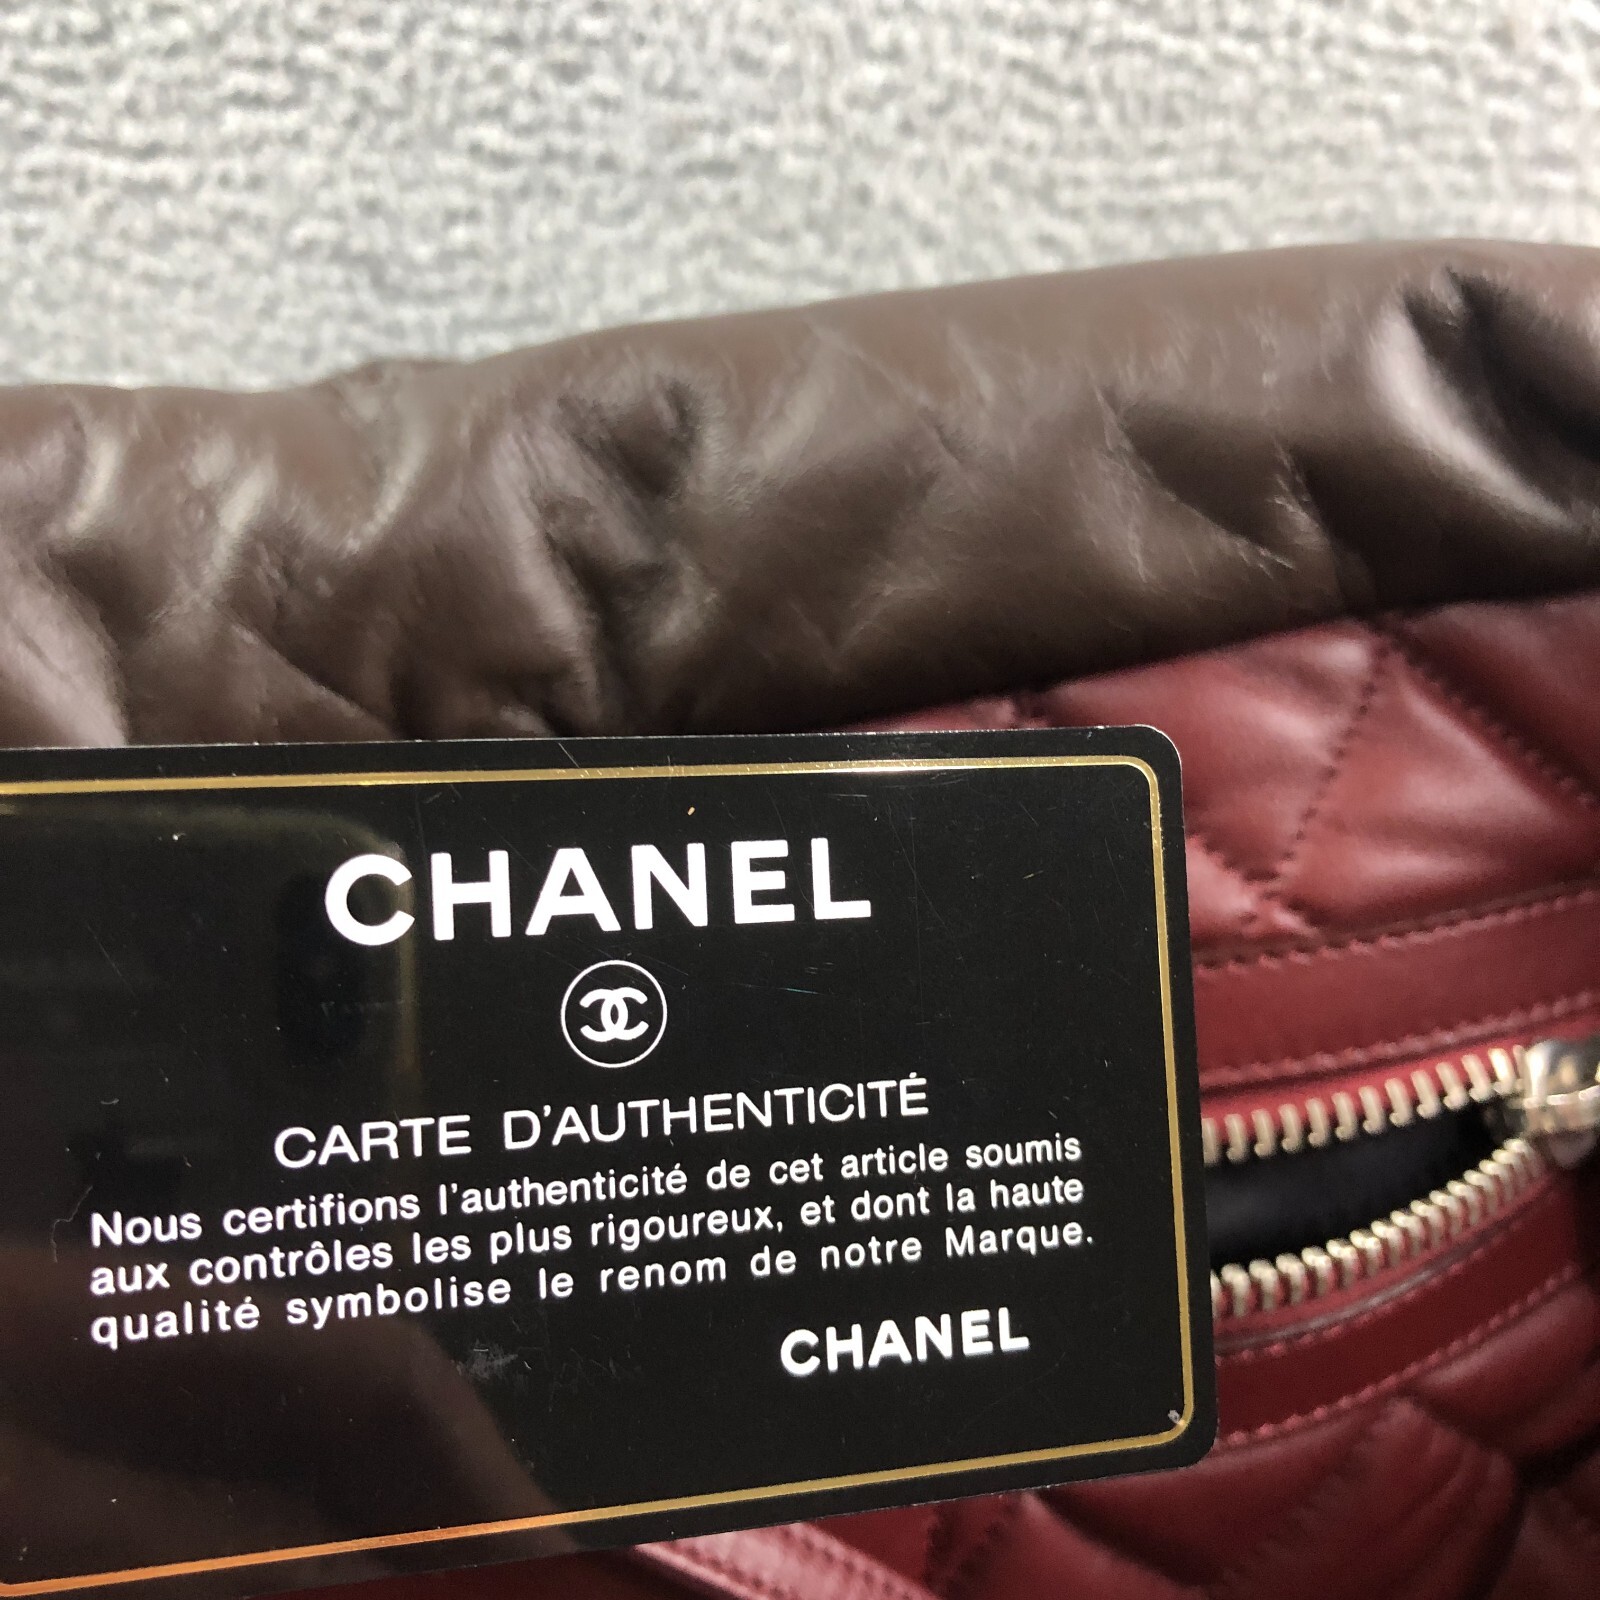 CHANEL
CARTE D'AUTHENTICITÉ
Nous certifions l'authenticité de cet article soumis
aux contrôles les plus rigoureux, et dont la haute
qualité symbolise le renom de notre Marque.
CHANEL